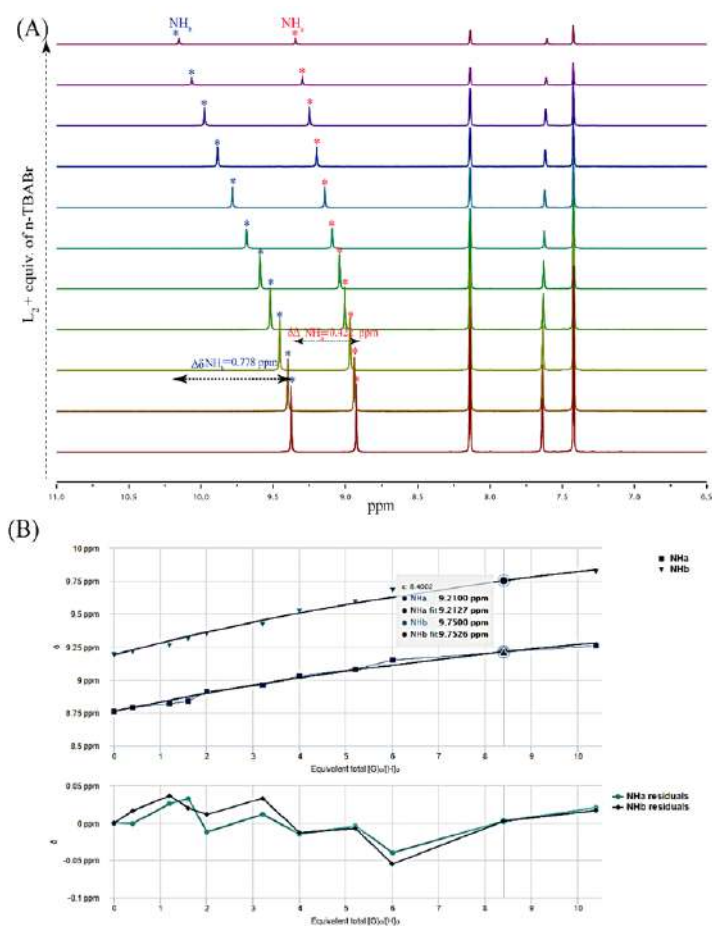 (A)
NHb NHa
L2 + equiv. of n-TBABr
δΔ NHa=0.422 ppm
ΔδNHb=0.778 ppm
11.0 10.5 10.0 9.5 9.0 8.5 8.0 7.5 7.0 6.5
ppm
(B)
10 ppm
9.75 ppm
9.5 ppm
9.25 ppm
9 ppm
8.75 ppm
8.5 ppm
δ
NHa
NHb
x: 8.4002
NHa 9.2100 ppm
NHa fit 9.2127 ppm
NHb 9.7500 ppm
NHb fit 9.7526 ppm
0 1 2 3 4 5 6 7 8 9 10
Equivalent total [G]₀/[H]₀
0.05 ppm
0 ppm
-0.05 ppm
-0.1 ppm
δ
NHa residuals
NHb residuals
0 1 2 3 4 5 6 7 8 9 10
Equivalent total [G]₀/[H]₀